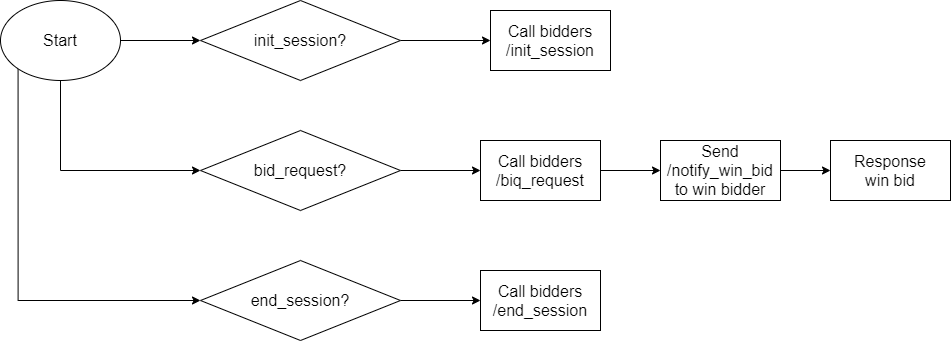 Start
init_session?
Call bidders
/init_session
bid_request?
Call bidders
/biq_request
Send
/notify_win_bid
to win bidder
Response
win bid
end_session?
Call bidders
/end_session